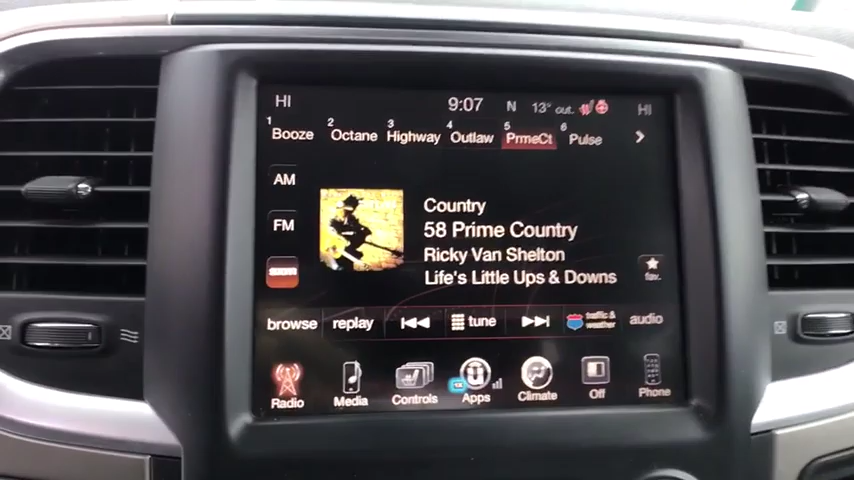 HI 9:07 N 13° out. HI
1 Booze 2 Octane 3 Highway 4 Outlaw 5 PrmeCt 6 Pulse
AM
FM
Country
58 Prime Country
Ricky Van Shelton
Life's Little Ups & Downs
fav.
browse replay tune traffic & weather audio
Radio Media Controls Apps Climate Off Phone